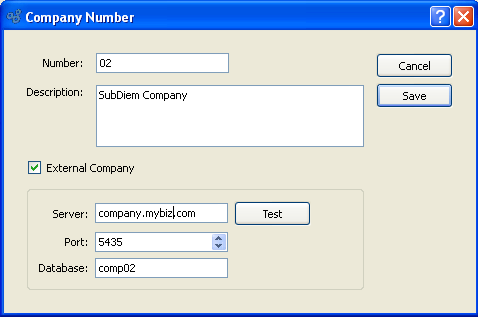 Company Number
Number: 02
Cancel
Description: SubDiem Company
Save
External Company
Server: company.mybiz.com
Test
Port: 5435
Database: comp02